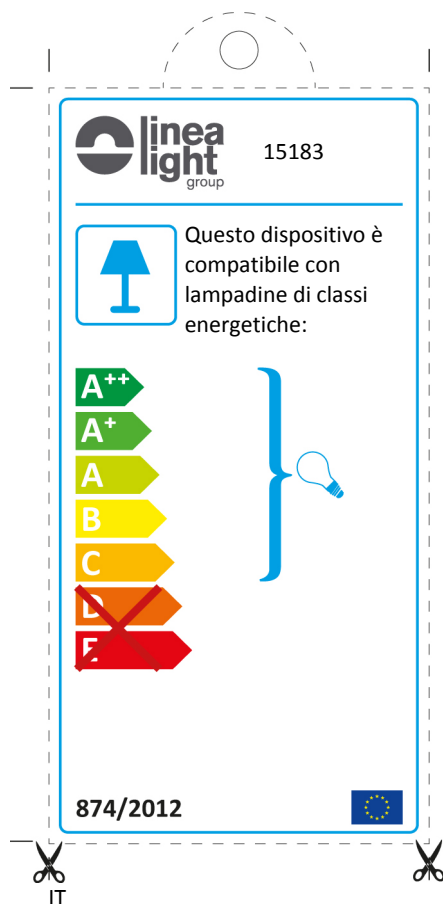 linea
light
group
15183
Questo dispositivo è
compatibile con
lampadine di classi
energetiche:
A++
A+
A
B
C
D
E
874/2012
IT